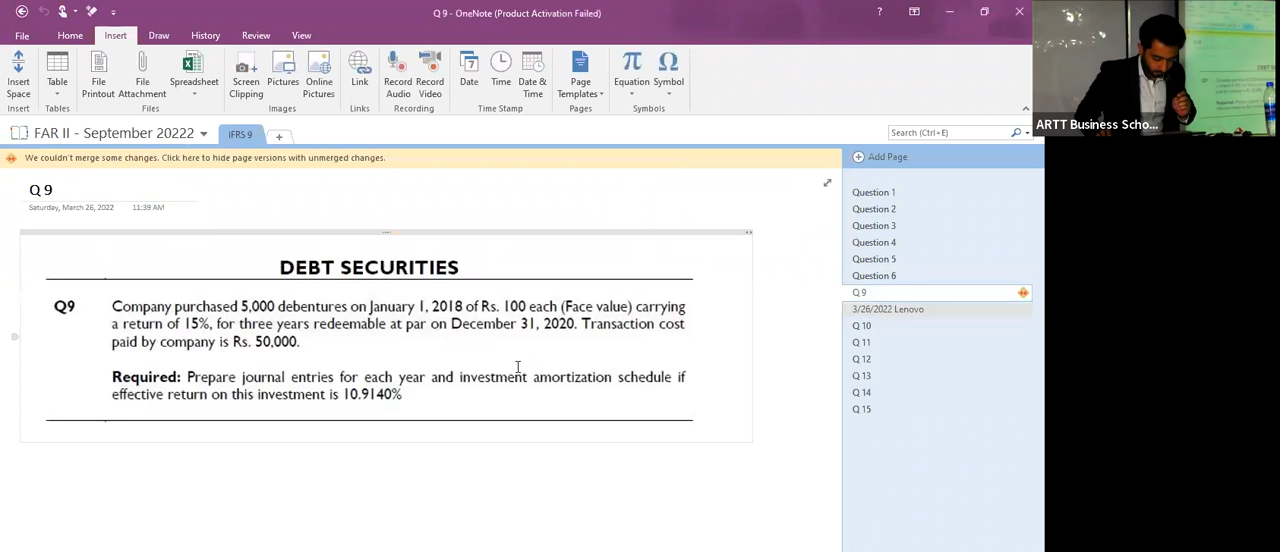 Q 9 - OneNote (Product Activation Failed)
File Home Insert Draw History Review View
Insert Space
Table
File Printout
File Attachment
Spreadsheet
Screen Clipping
Pictures
Online Pictures
Link
Record Audio
Record Video
Date
Time
Date & Time
Page Templates
Equation
Symbol
Insert Tables Files Images Links Recording Time Stamp Pages Symbols
FAR II - September 20222
IFRS 9
Search (Ctrl+E)
We couldn't merge some changes. Click here to hide page versions with unmerged changes.
Q 9
Saturday, March 26, 2022 11:39 AM
DEBT SECURITIES
Q9 Company purchased 5,000 debentures on January 1, 2018 of Rs. 100 each (Face value) carrying
a return of 15%, for three years redeemable at par on December 31, 2020. Transaction cost
paid by company is Rs. 50,000.
Required: Prepare journal entries for each year and investment amortization schedule if
effective return on this investment is 10.9140%
Add Page
Question 1
Question 2
Question 3
Question 4
Question 5
Question 6
Q 9
3/26/2022 Lenovo
Q 10
Q 11
Q 12
Q 13
Q 14
Q 15
ARTT Business Scho...